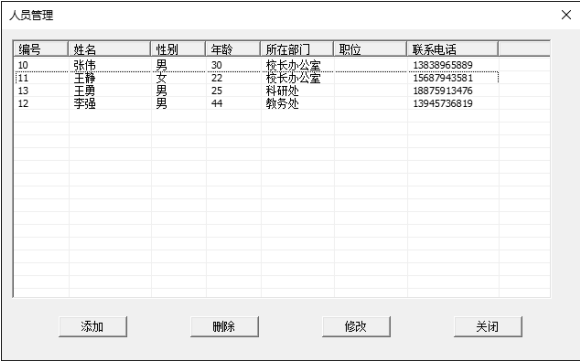 人员管理
编号 姓名 性别 年龄 所在部门 职位 联系电话
10 张伟 男 30 校长办公室 13838965889
11 王静 女 22 校长办公室 15687943581
13 王勇 男 25 科研处 18875913476
12 李强 男 44 教务处 13945736819
添加 删除 修改 关闭